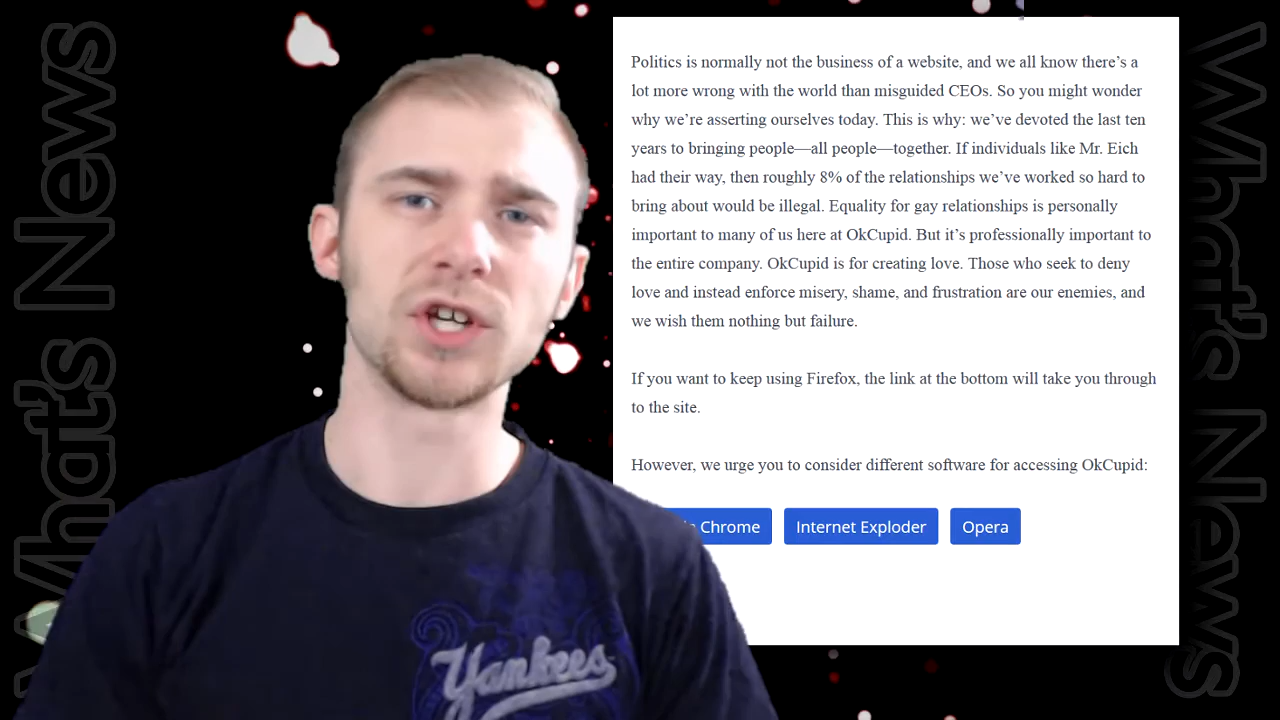 What's News
Politics is normally not the business of a website, and we all know there's a
lot more wrong with the world than misguided CEOs. So you might wonder
why we're asserting ourselves today. This is why: we've devoted the last ten
years to bringing people—all people—together. If individuals like Mr. Eich
had their way, then roughly 8% of the relationships we've worked so hard to
bring about would be illegal. Equality for gay relationships is personally
important to many of us here at OkCupid. But it's professionally important to
the entire company. OkCupid is for creating love. Those who seek to deny
love and instead enforce misery, shame, and frustration are our enemies, and
we wish them nothing but failure.
If you want to keep using Firefox, the link at the bottom will take you through
to the site.
However, we urge you to consider different software for accessing OkCupid:
Chrome
Internet Exploder
Opera
Yankees
What's News